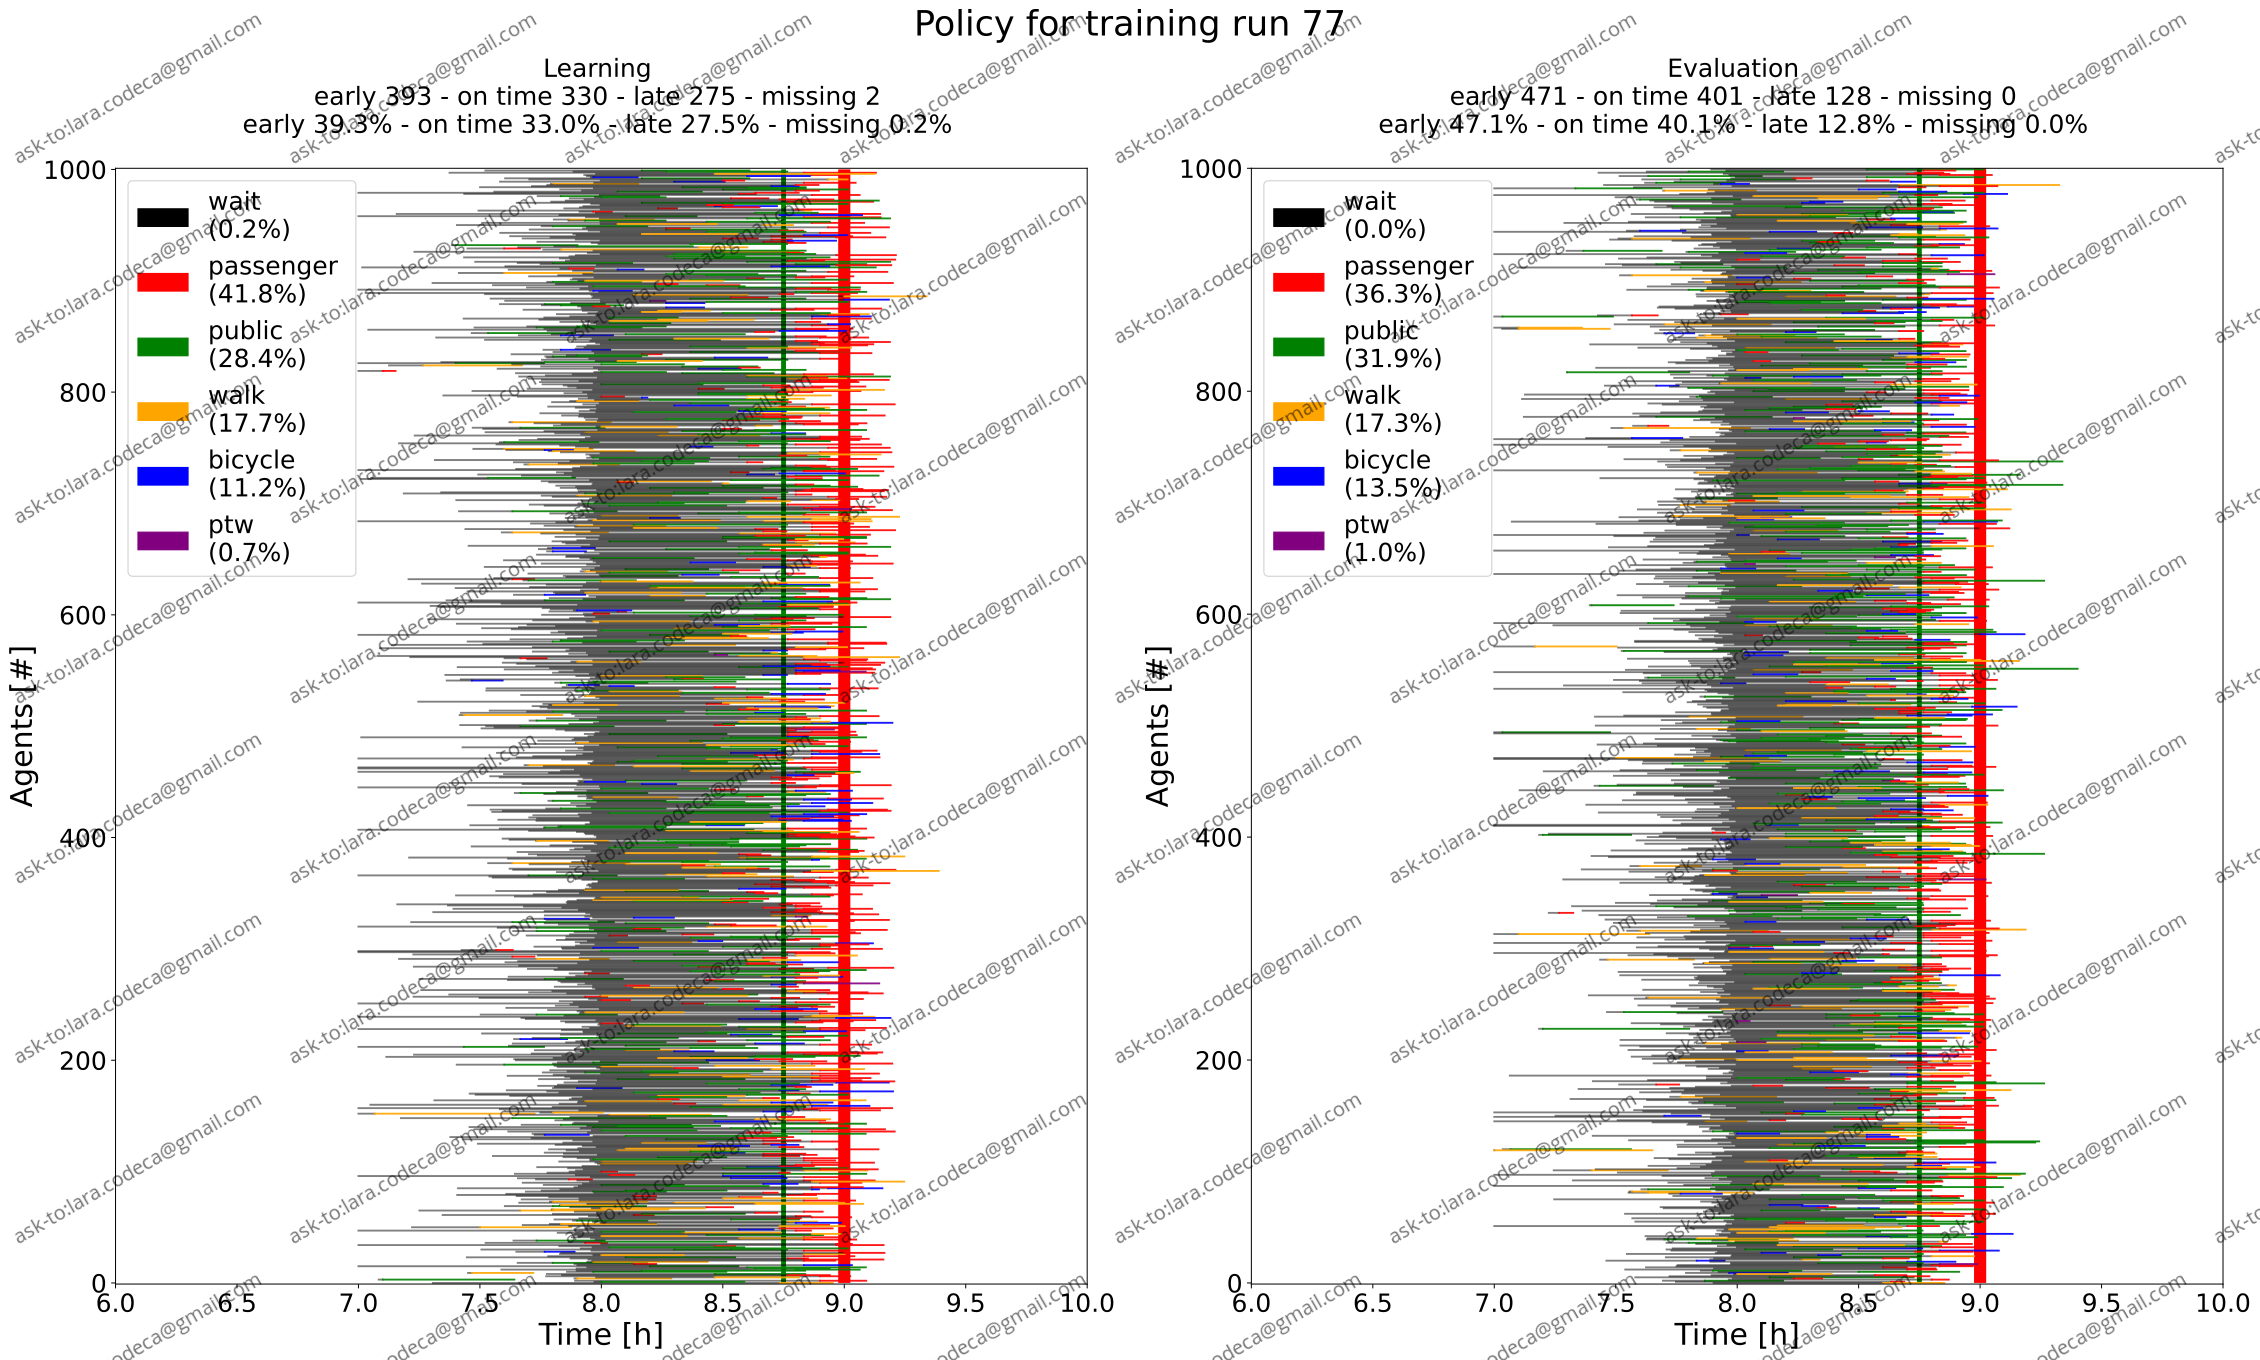 Policy for training run 77
Learning
early 393 - on time 330 - late 275 - missing 2
early 39.3% - on time 33.0% - late 27.5% - missing 0.2%
1000
800
600
400
200
0
Agents [#]
wait
(0.2%)
passenger
(41.8%)
public
(28.4%)
walk
(17.7%)
bicycle
(11.2%)
ptw
(0.7%)
6.0 6.5 7.0 7.5 8.0 8.5 9.0 9.5 10.0
Time [h]
Evaluation
early 471 - on time 401 - late 128 - missing 0
early 47.1% - on time 40.1% - late 12.8% - missing 0.0%
1000
800
600
400
200
0
Agents [#]
wait
(0.0%)
passenger
(36.3%)
public
(31.9%)
walk
(17.3%)
bicycle
(13.5%)
ptw
(1.0%)
6.0 6.5 7.0 7.5 8.0 8.5 9.0 9.5 10.0
Time [h]
ask-to:lara.codeca@gmail.com